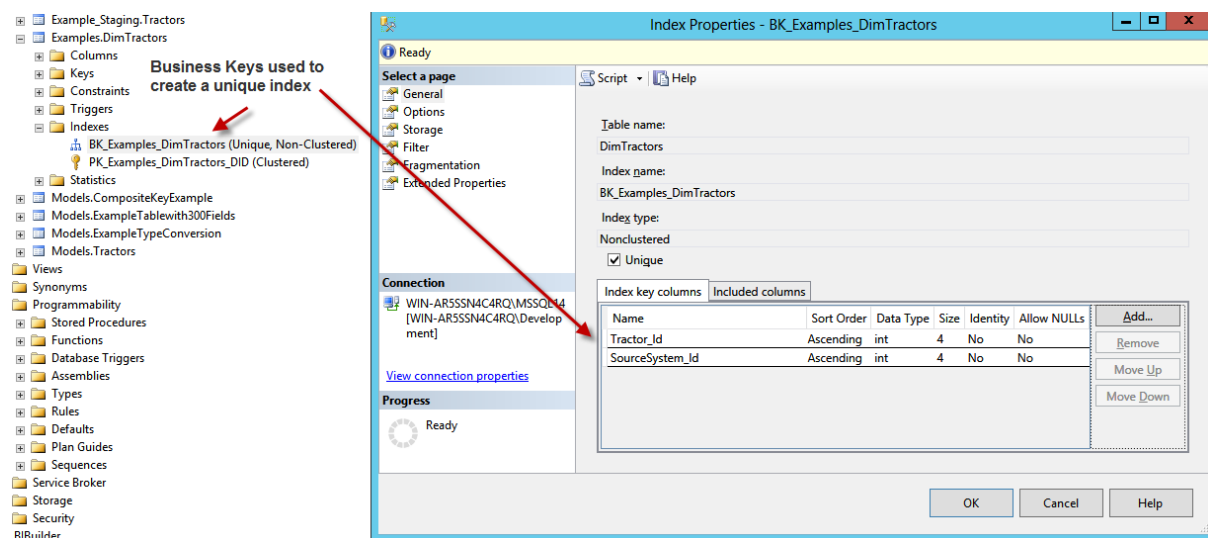 Example_Staging.Tractors
Examples.DimTractors
Columns
Keys
Constraints
Triggers
Indexes
BK_Examples_DimTractors (Unique, Non-Clustered)
PK_Examples_DimTractors_DID (Clustered)
Statistics
Models.CompositeKeyExample
Models.ExampleTablewith300Fields
Models.ExampleTypeConversion
Models.Tractors
Views
Synonyms
Programmability
Stored Procedures
Functions
Database Triggers
Assemblies
Types
Rules
Defaults
Plan Guides
Sequences
Service Broker
Storage
Security
BIBuilder
Business Keys used to
create a unique index
Index Properties - BK_Examples_DimTractors
Ready
Select a page
General
Options
Storage
Filter
Fragmentation
Extended Properties
Connection
WIN-AR5SSN4C4RQ\MSSQL14
[WIN-AR5SSN4C4RQ\Develop
ment]
View connection properties
Progress
Ready
Script Help
Table name:
DimTractors
Index name:
BK_Examples_DimTractors
Index type:
Nonclustered
Unique
Index key columns Included columns
Name Sort Order Data Type Size Identity Allow NULLs
Tractor_Id Ascending int 4 No No
SourceSystem_Id Ascending int 4 No No
Add...
Remove
Move Up
Move Down
OK Cancel Help